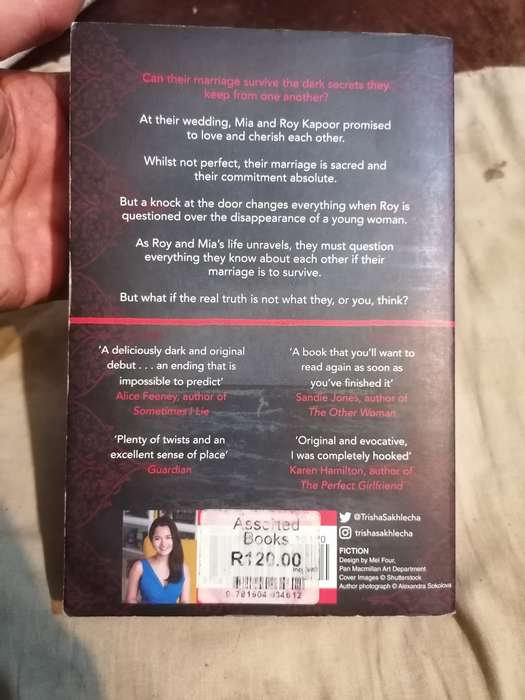 Can their marriage survive the dark secrets they
keep from one another?
At their wedding, Mia and Roy Kapoor promised
to love and cherish each other.
Whilst not perfect, their marriage is sacred and
their commitment absolute.
But a knock at the door changes everything when Roy is
questioned over the disappearance of a young woman.
As Roy and Mia's life unravels, they must question
everything they know about each other if their
marriage is to survive.
But what if the real truth is not what they, or you, think?
'A deliciously dark and original
debut . . . an ending that is
impossible to predict'
Alice Feeney, author of
Sometimes I Lie
'A book that you'll want to
read again as soon as
you've finished it'
Sandie Jones, author of
The Other Woman
'Plenty of twists and an
excellent sense of place'
Guardian
'Original and evocative,
I was completely hooked'
Karen Hamilton, author of
The Perfect Girlfriend
@TrishaSakhlecha
trishasakhlecha
FICTION
Design by Mel Four,
Pan Macmillan Art Department
Cover Images © Shutterstock
Author photograph © Alexandra Sokolova
Assorted
Books
R120.00